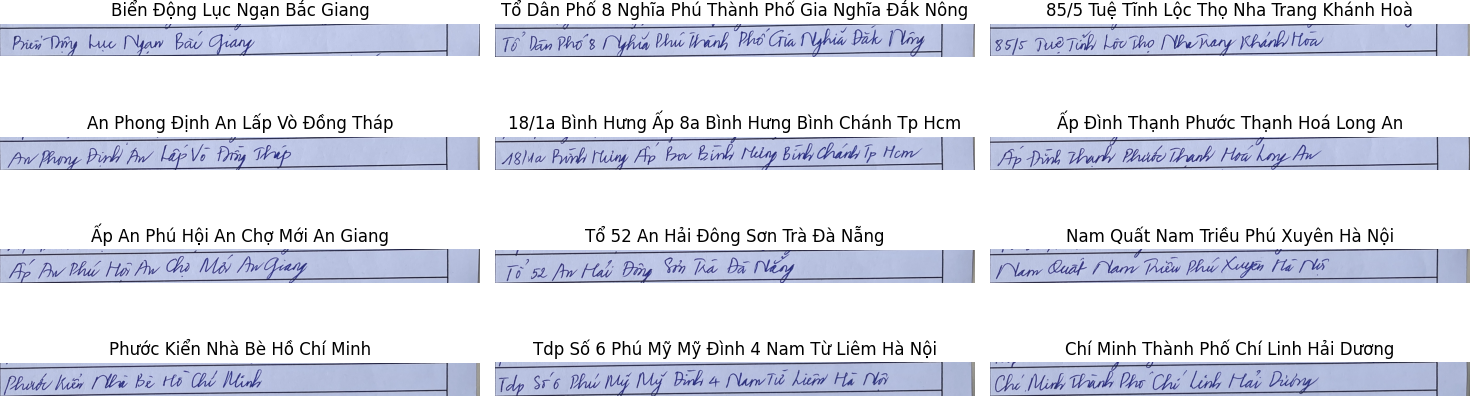 Biển Động Lục Ngạn Bắc Giang
Tổ Dân Phố 8 Nghĩa Phú Thành Phố Gia Nghĩa Đắk Nông
85/5 Tuệ Tĩnh Lộc Thọ Nha Trang Khánh Hoà
Biển Động Lục Ngạn Bắc Giang
Tổ Dân Phố 8 Nghĩa Phú Thành Phố Gia Nghĩa Đăk Nông
85/5 Tuệ Tĩnh Lộc Thọ Nha Trang Khánh Hòa
An Phong Định An Lấp Vò Đồng Tháp
18/1a Bình Hưng Ấp 8a Bình Hưng Bình Chánh Tp Hcm
Ấp Đình Thạnh Phước Thạnh Hoá Long An
An Phong Định An Lấp Vò Đồng Tháp
18/1a Bình Hưng Ấp 8a Bình Hưng Bình Chánh Tp Hcm
Ấp Đình Thạnh Phước Thạnh Hoá Long An
Ấp An Phú Hội An Chợ Mới An Giang
Tổ 52 An Hải Đông Sơn Trà Đà Nẵng
Nam Quất Nam Triều Phú Xuyên Hà Nội
Ấp An Phú Hội An Chợ Mới An Giang
Tổ 52 An Hải Đông Sơn Trà Đà Nẵng
Nam Quất Nam Triều Phú Xuyên Hà Nội
Phước Kiển Nhà Bè Hồ Chí Minh
Tdp Số 6 Phú Mỹ Mỹ Đình 4 Nam Từ Liêm Hà Nội
Chí Minh Thành Phố Chí Linh Hải Dương
Phước Kiển Nhà Bè Hồ Chí Minh
Tdp Số 6 Phú Mỹ Mỹ Đình 4 Nam Từ Liêm Hà Nội
Chí Minh Thành Phố Chí Linh Hải Dương